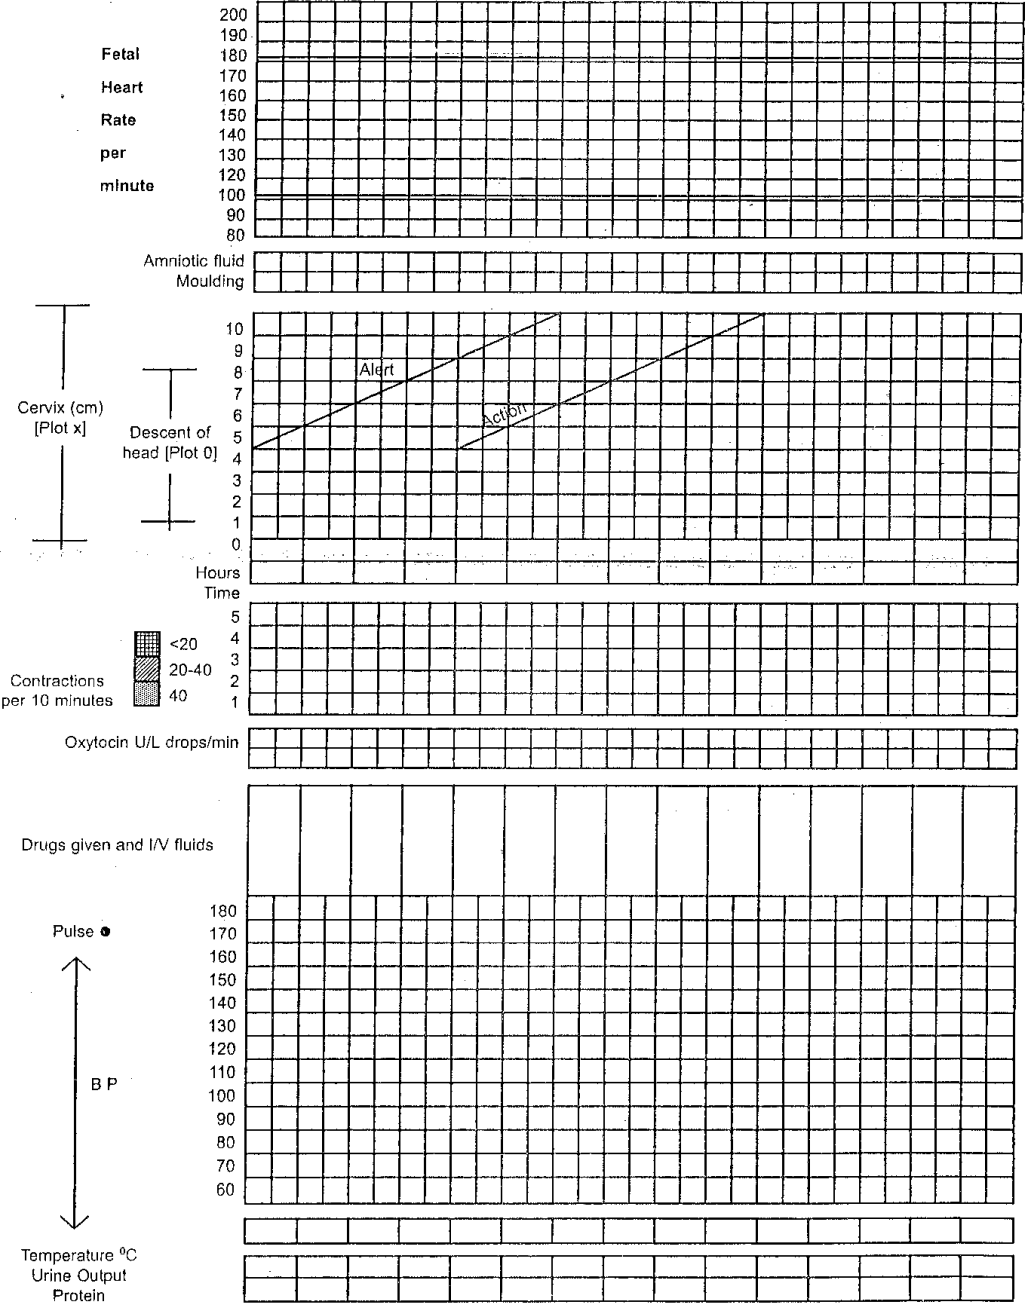 200
190
Fetal 180
170
Heart
160
Rate 150
140
per 130
120
minute 100
90
80
Amniotic fluid
Moulding
10
9
8 Alert
7
Cervix (cm)
[Plot x]
6 Action
Descent of
head [Plot 0]
5
4
3
2
1
0
Hours
Time
5
<20 4
20-40 3
Contractions
per 10 minutes
40 2
1
Oxytocin U/L drops/min
Drugs given and I/V fluids
180
Pulse 170
160
150
140
130
120
110
B P 100
90
80
70
60
Temperature ⁰C
Urine Output
Protein